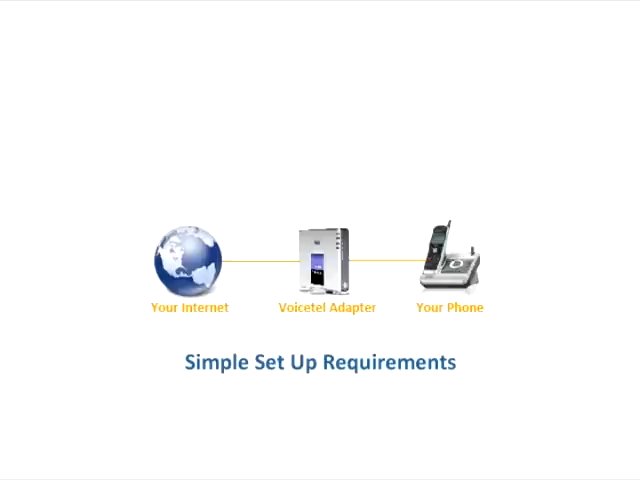 Your Internet
Voicetel Adapter
Your Phone
Simple Set Up Requirements